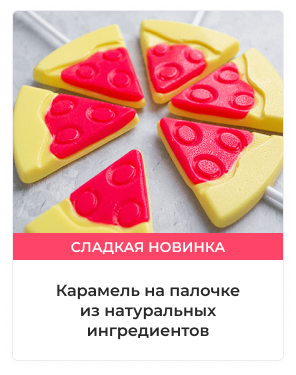 СЛАДКАЯ НОВИНКА
Карамель на палочке
из натуральных
ингредиентов